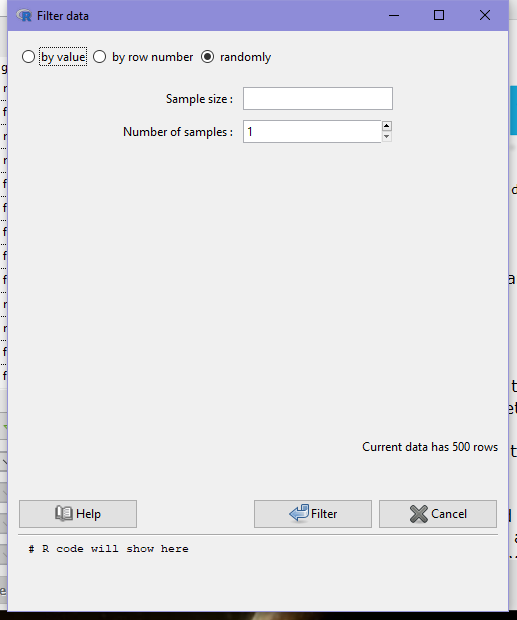 Filter data
by value by row number randomly
Sample size :
Number of samples : 1
Current data has 500 rows
Help Filter Cancel
# R code will show here